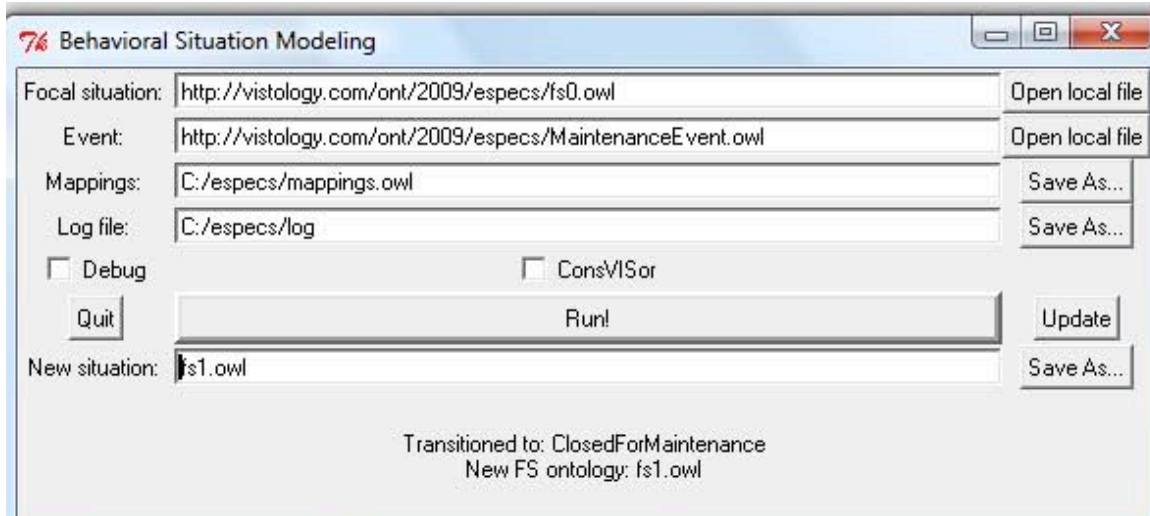 Behavioral Situation Modeling
Focal situation: http://vistology.com/ont/2009/especs/fs0.owl Open local file
Event: http://vistology.com/ont/2009/especs/MaintenanceEvent.owl Open local file
Mappings: C:/especs/mappings.owl Save As...
Log file: C:/especs/log Save As...
Debug ConsVISor
Quit Run! Update
New situation: fs1.owl Save As...
Transitioned to: ClosedForMaintenance
New FS ontology: fs1.owl